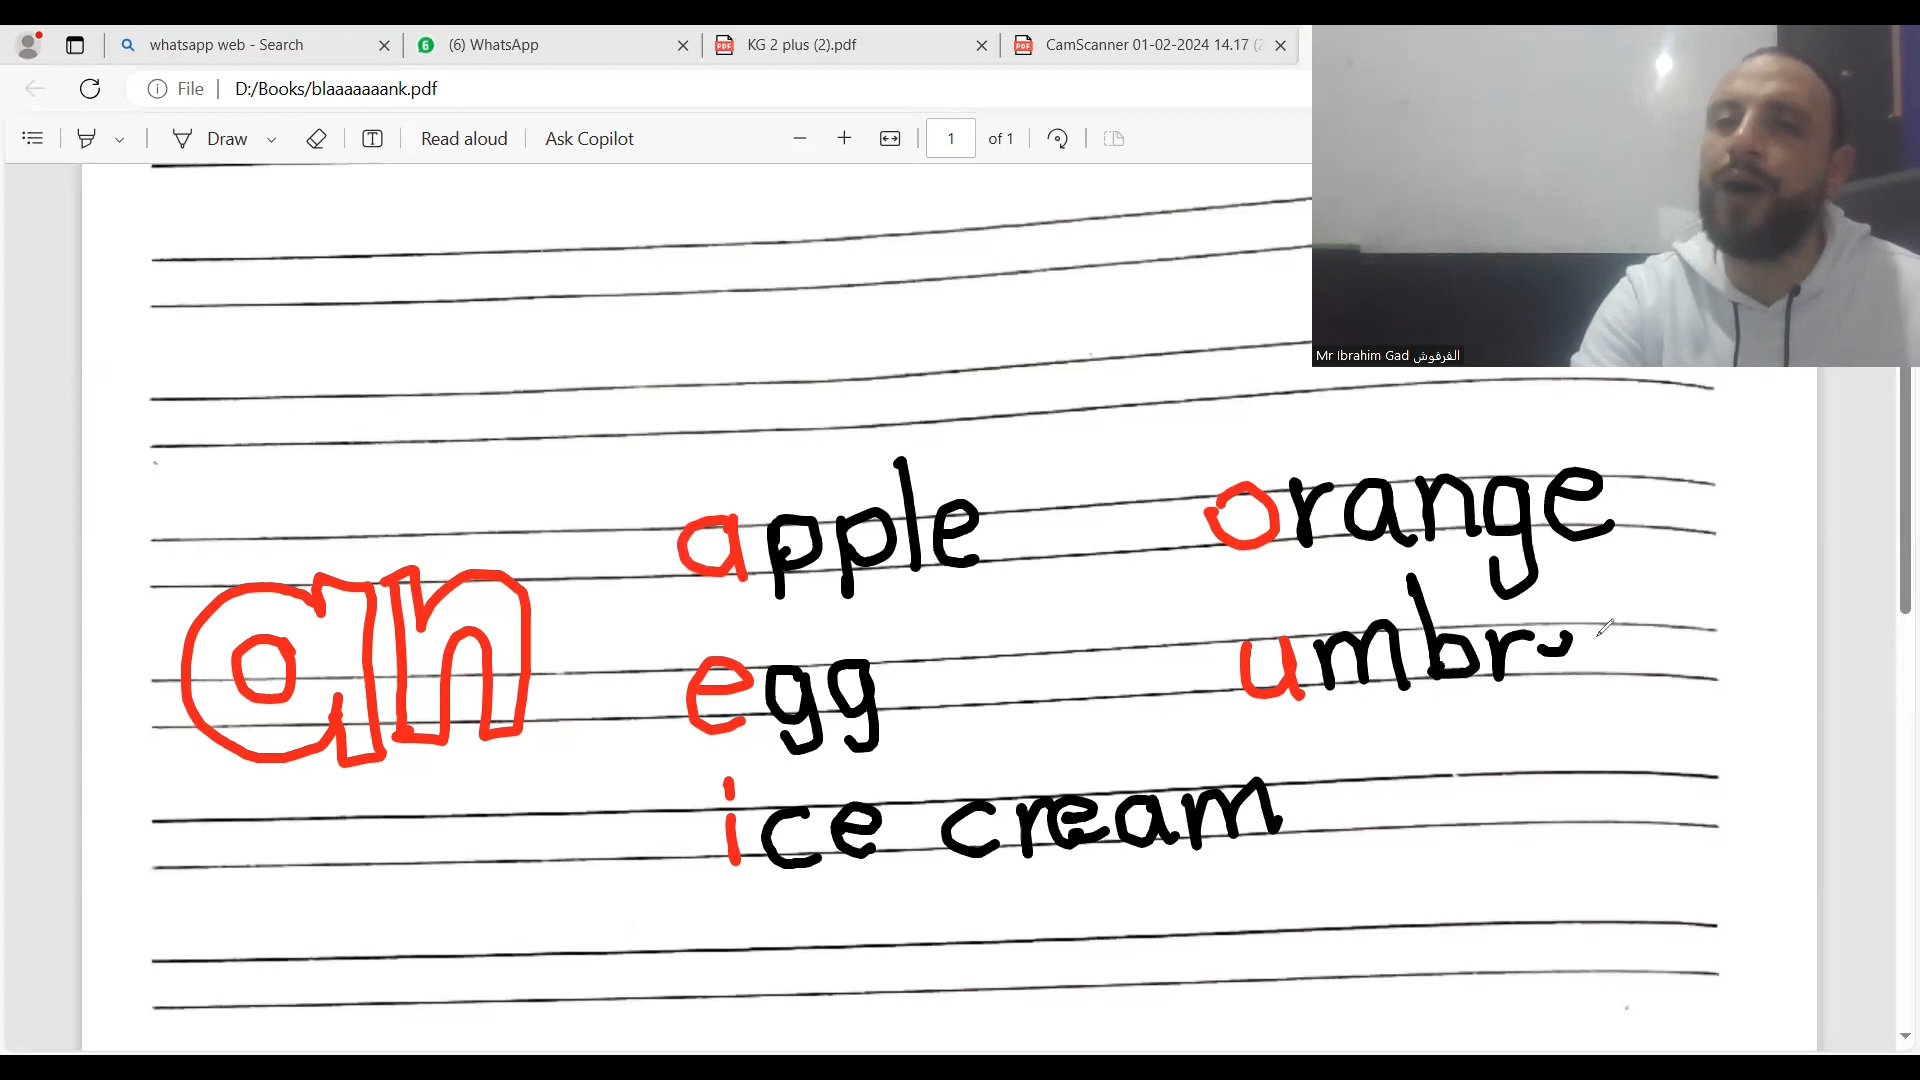 whatsapp web - Search
(6) WhatsApp
KG 2 plus (2).pdf
CamScanner 01-02-2024 14.17 (2
File D:/Books/blaaaaaaank.pdf
Draw Read aloud Ask Copilot 1 of 1
Mr Ibrahim Gad الفرفوش
an
apple
egg
ice cream
orange
umbr